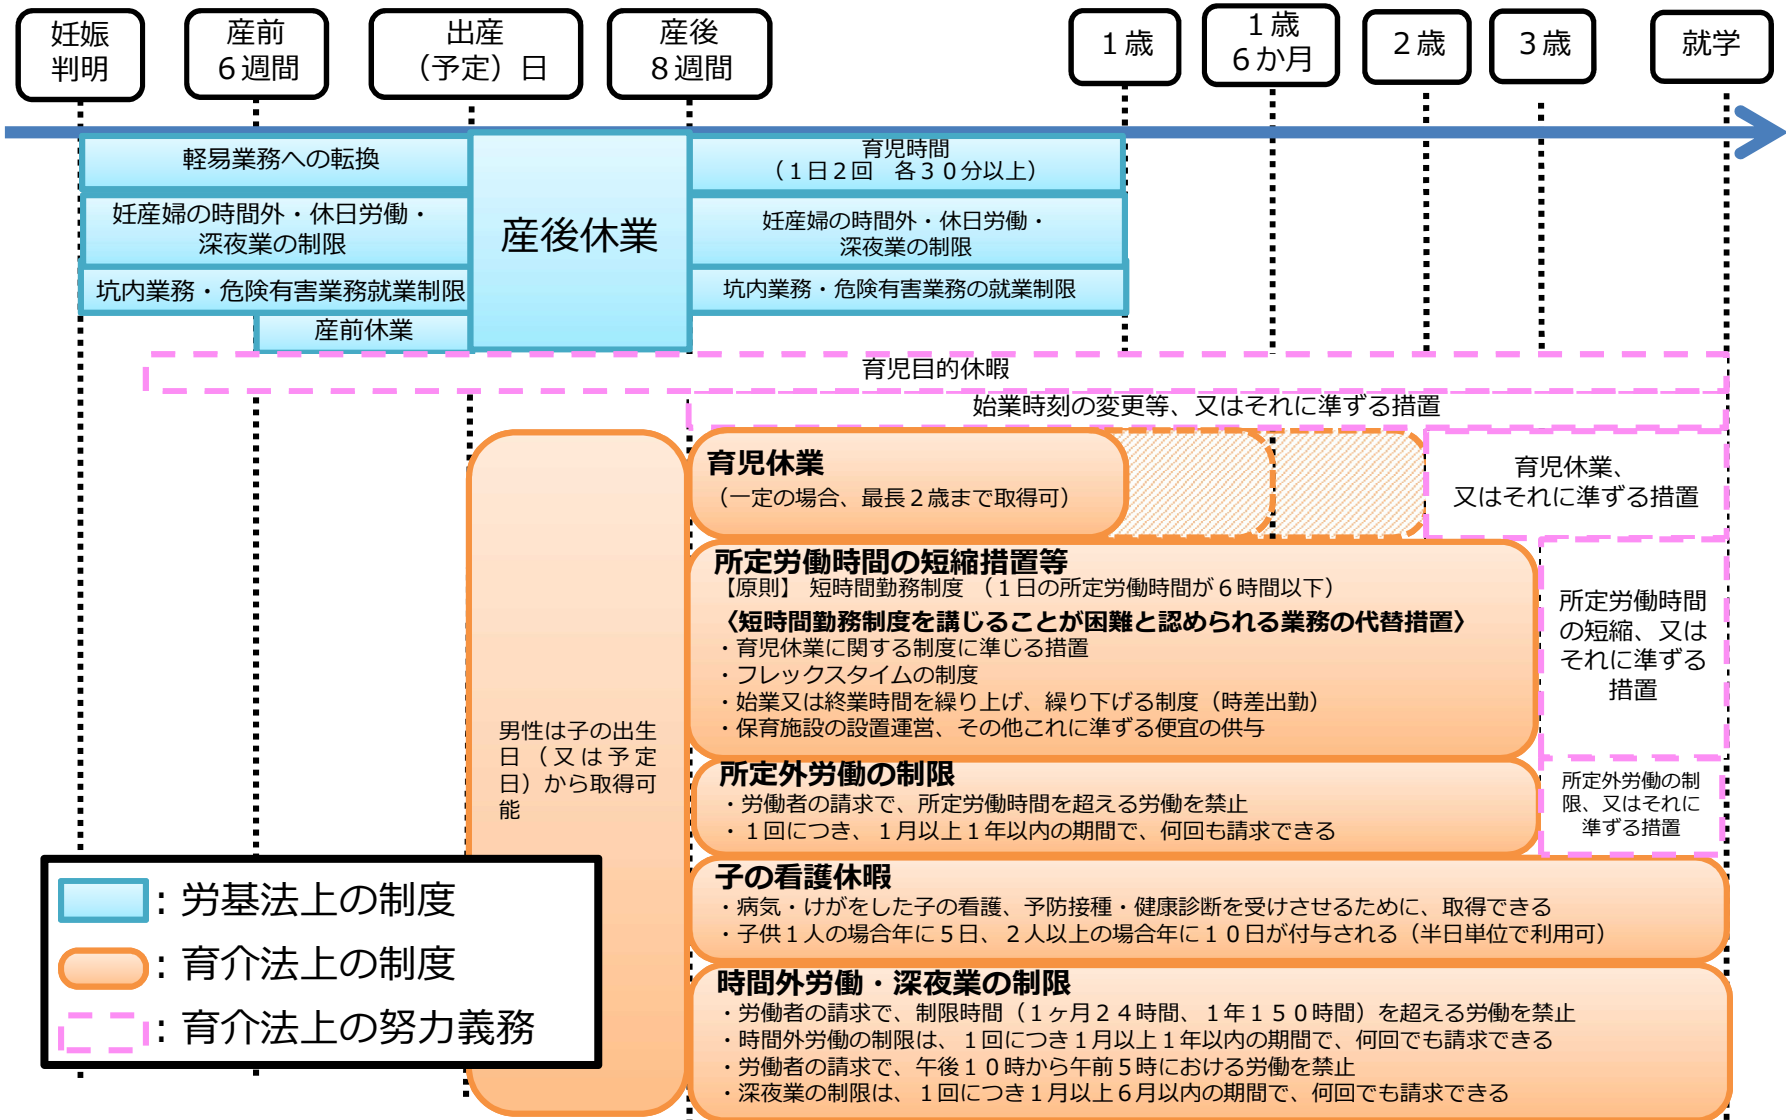 妊娠
判明
産前
６週間
出産
（予定）日
産後
８週間
１歳
１歳
６か月
２歳
３歳
就学
軽易業務への転換
妊産婦の時間外・休日労働・
深夜業の制限
坑内業務・危険有害業務就業制限
産前休業
産後休業
育児時間
（１日２回　各３０分以上）
妊産婦の時間外・休日労働・
深夜業の制限
坑内業務・危険有害業務の就業制限
育児目的休暇
始業時刻の変更等、又はそれに準ずる措置
男性は子の出生
日（又は予定
日）から取得可
能
育児休業
（一定の場合、最長２歳まで取得可）
育児休業、
又はそれに準ずる措置
所定労働時間の短縮措置等
【原則】 短時間勤務制度 （１日の所定労働時間が６時間以下）
〈短時間勤務制度を講じることが困難と認められる業務の代替措置〉
・育児休業に関する制度に準じる措置
・フレックスタイムの制度
・始業又は終業時間を繰り上げ、繰り下げる制度（時差出勤）
・保育施設の設置運営、その他これに準ずる便宜の供与
所定労働時間
の短縮、又は
それに準ずる
措置
所定外労働の制限
・労働者の請求で、所定労働時間を超える労働を禁止
・１回につき、１月以上１年以内の期間で、何回も請求できる
所定外労働の制
限、又はそれに
準ずる措置
子の看護休暇
・病気・けがをした子の看護、予防接種・健康診断を受けさせるために、取得できる
・子供１人の場合年に５日、２人以上の場合年に１０日が付与される（半日単位で利用可）
時間外労働・深夜業の制限
・労働者の請求で、制限時間（１ヶ月２４時間、１年１５０時間）を超える労働を禁止
・時間外労働の制限は、１回につき１月以上１年以内の期間で、何回でも請求できる
・労働者の請求で、午後１０時から午前５時における労働を禁止
・深夜業の制限は、１回につき１月以上６月以内の期間で、何回でも請求できる
：労基法上の制度
：育介法上の制度
：育介法上の努力義務